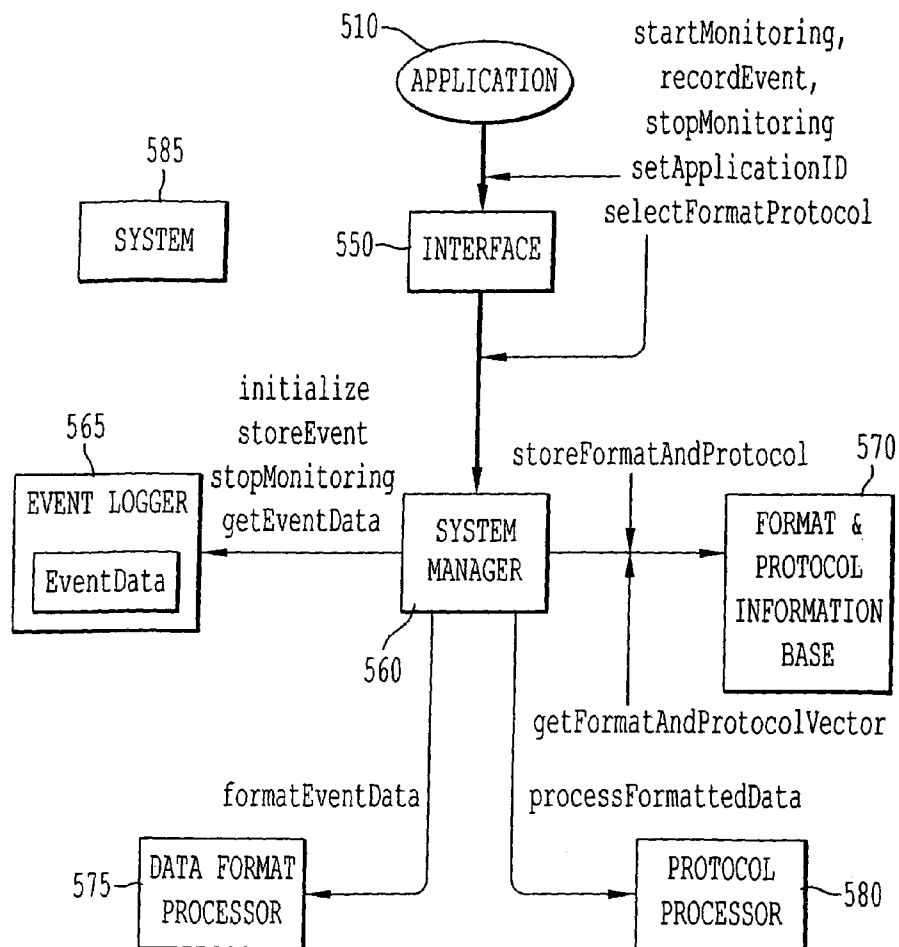 510
APPLICATION
startMonitoring,
recordEvent,
stopMonitoring
setApplicationID
selectFormatProtocol
585
SYSTEM
550
INTERFACE
initialize
storeEvent
stopMonitoring
getEventData
565
EVENT LOGGER
EventData
SYSTEM
MANAGER
560
storeFormatAndProtocol
570
FORMAT &
PROTOCOL
INFORMATION
BASE
getFormatAndProtocolVector
formatEventData
processFormattedData
575
DATA FORMAT
PROCESSOR
PROTOCOL
PROCESSOR
580